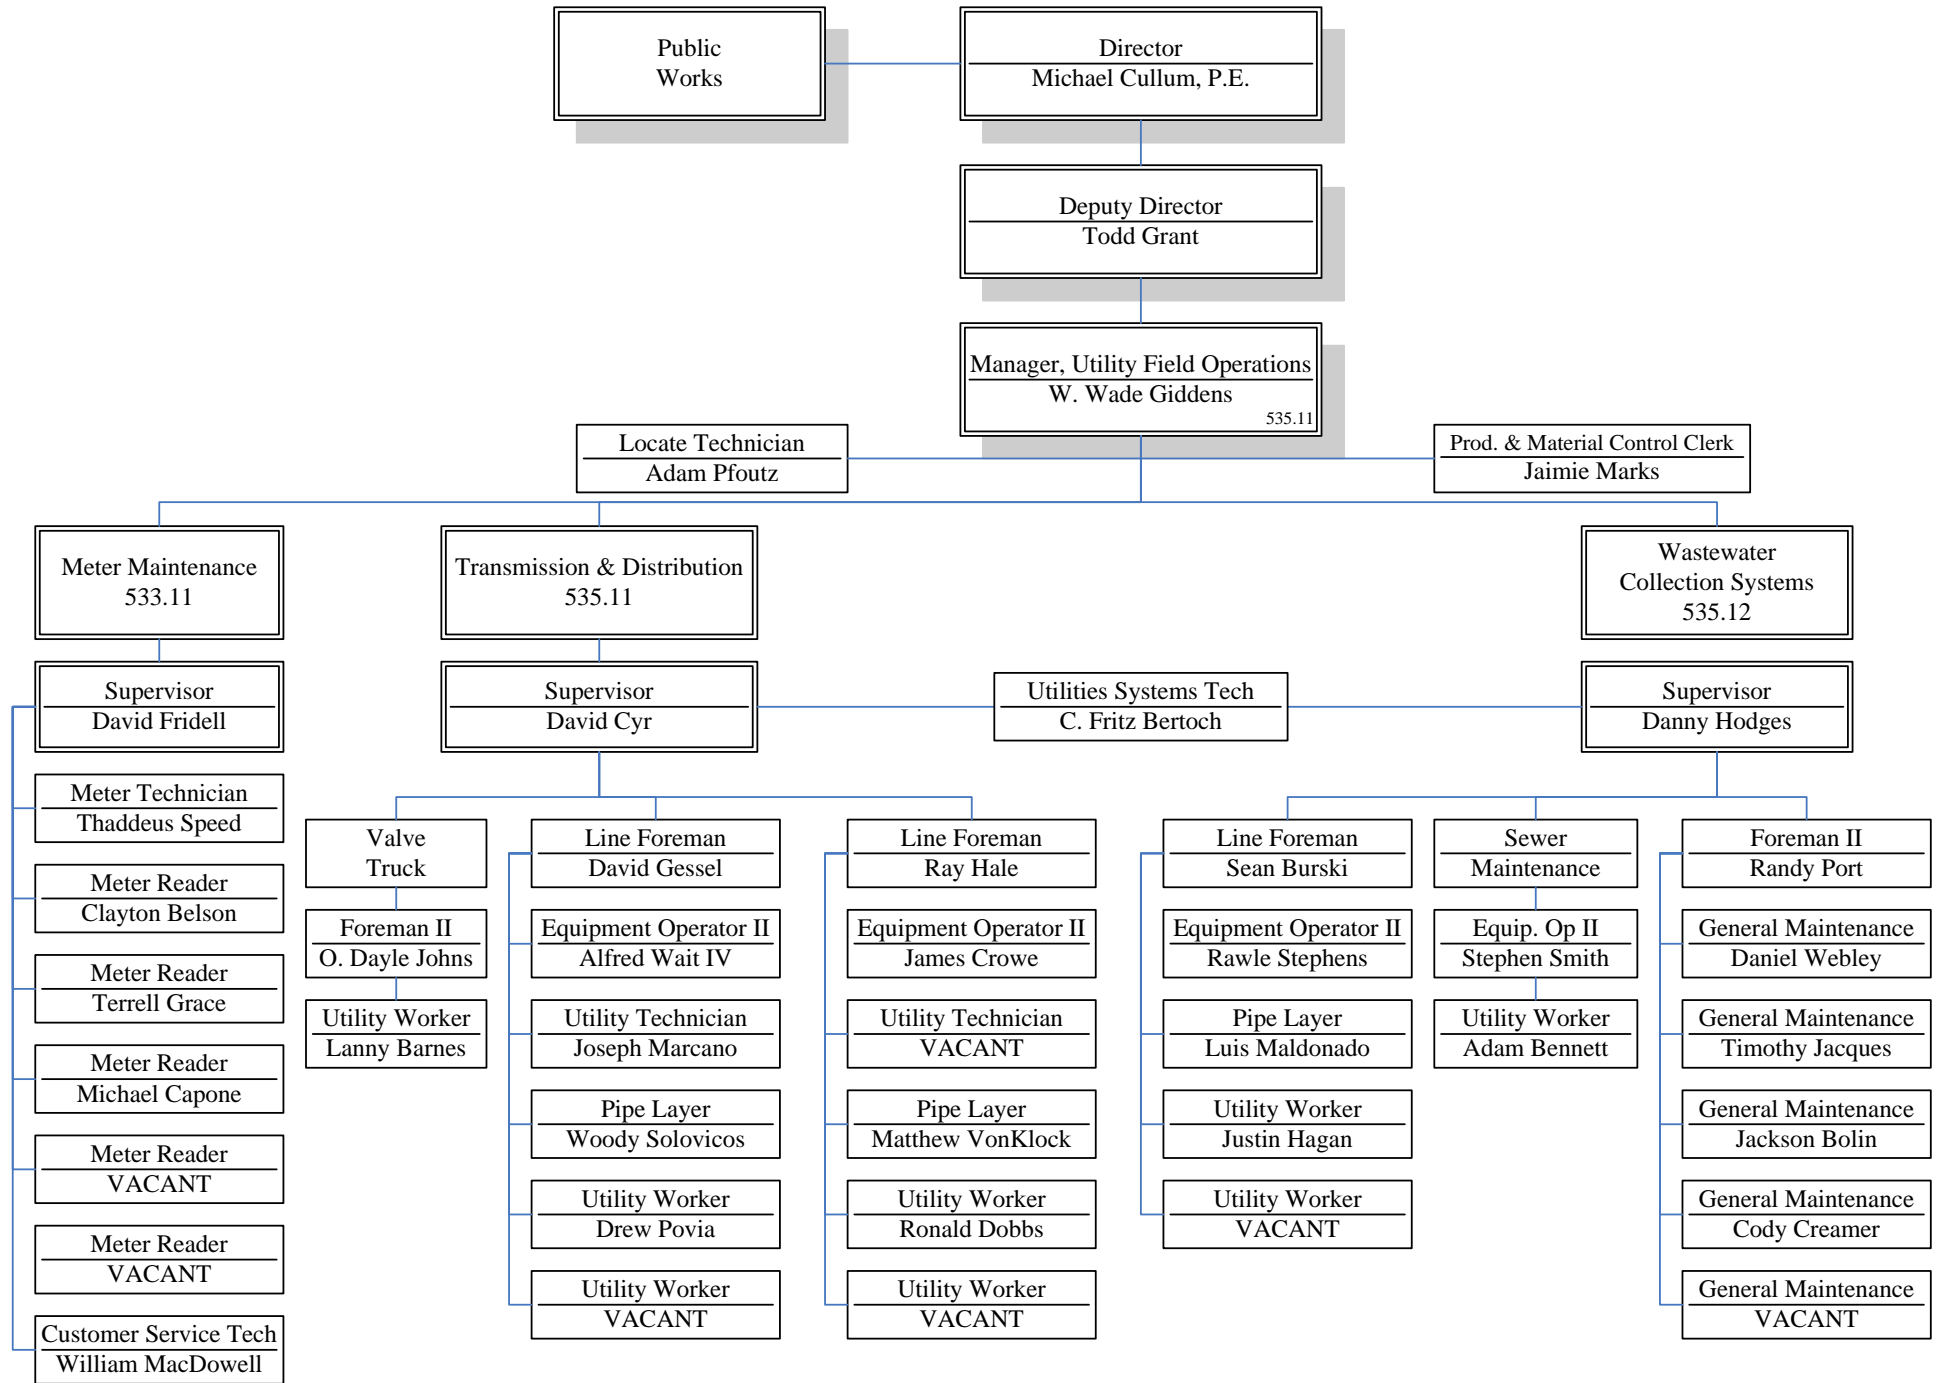 Public
Works
Director
Michael Cullum, P.E.
Deputy Director
Todd Grant
Manager, Utility Field Operations
W. Wade Giddens
535.11
Locate Technician
Adam Pfoutz
Prod. & Material Control Clerk
Jaimie Marks
Meter Maintenance
533.11
Transmission & Distribution
535.11
Wastewater
Collection Systems
535.12
Supervisor
David Fridell
Supervisor
David Cyr
Utilities Systems Tech
C. Fritz Bertoch
Supervisor
Danny Hodges
Meter Technician
Thaddeus Speed
Meter Reader
Clayton Belson
Meter Reader
Terrell Grace
Meter Reader
Michael Capone
Meter Reader
VACANT
Meter Reader
VACANT
Customer Service Tech
William MacDowell
Valve
Truck
Foreman II
O. Dayle Johns
Utility Worker
Lanny Barnes
Line Foreman
David Gessel
Equipment Operator II
Alfred Wait IV
Utility Technician
Joseph Marcano
Pipe Layer
Woody Solovicos
Utility Worker
Drew Povia
Utility Worker
VACANT
Line Foreman
Ray Hale
Equipment Operator II
James Crowe
Utility Technician
VACANT
Pipe Layer
Matthew VonKlock
Utility Worker
Ronald Dobbs
Utility Worker
VACANT
Line Foreman
Sean Burski
Equipment Operator II
Rawle Stephens
Pipe Layer
Luis Maldonado
Utility Worker
Justin Hagan
Utility Worker
VACANT
Sewer
Maintenance
Equip. Op II
Stephen Smith
Utility Worker
Adam Bennett
Foreman II
Randy Port
General Maintenance
Daniel Webley
General Maintenance
Timothy Jacques
General Maintenance
Jackson Bolin
General Maintenance
Cody Creamer
General Maintenance
VACANT